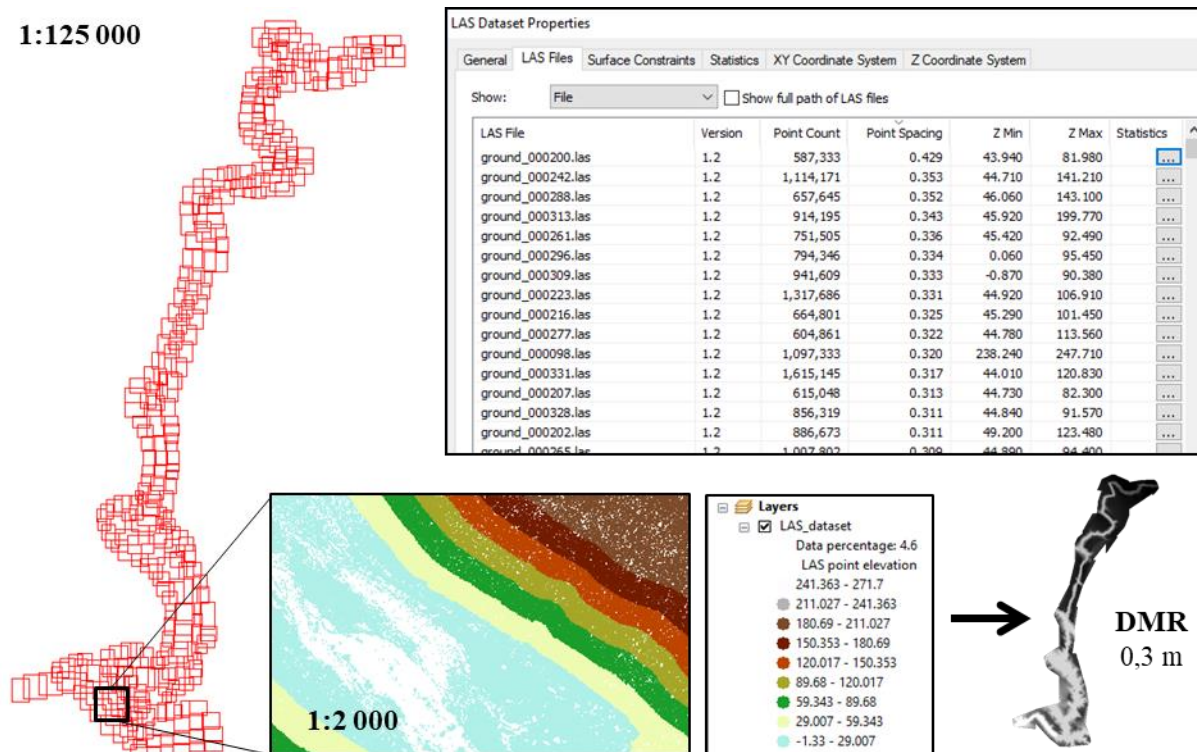 1:125 000
LAS Dataset Properties
General LAS Files Surface Constraints Statistics XY Coordinate System Z Coordinate System
Show: File Show full path of LAS files
LAS File Version Point Count Point Spacing Z Min Z Max Statistics
ground_000200.las 1.2 587,333 0.429 43.940 81.980 ...
ground_000242.las 1.2 1,114,171 0.353 44.710 141.210 ...
ground_000288.las 1.2 657,645 0.352 46.060 143.100 ...
ground_000313.las 1.2 914,195 0.343 45.920 199.770 ...
ground_000261.las 1.2 751,505 0.336 45.420 92.490 ...
ground_000296.las 1.2 794,346 0.334 0.060 95.450 ...
ground_000309.las 1.2 941,609 0.333 -0.870 90.380 ...
ground_000223.las 1.2 1,317,686 0.331 44.920 106.910 ...
ground_000216.las 1.2 664,801 0.325 45.290 101.450 ...
ground_000277.las 1.2 604,861 0.322 44.780 113.560 ...
ground_000098.las 1.2 1,097,333 0.320 238.240 247.710 ...
ground_000331.las 1.2 1,615,145 0.317 44.010 120.830 ...
ground_000207.las 1.2 615,048 0.313 44.730 82.300 ...
ground_000328.las 1.2 856,319 0.311 44.840 91.570 ...
ground_000202.las 1.2 886,673 0.311 49.200 123.480 ...
ground_000265.las 1.2 1,007,802 0.309 44.890 94.400 ...
1:2 000
Layers
LAS_dataset
Data percentage: 4.6
LAS point elevation
241.363 - 271.7
211.027 - 241.363
180.69 - 211.027
150.353 - 180.69
120.017 - 150.353
89.68 - 120.017
59.343 - 89.68
29.007 - 59.343
-1.33 - 29.007
DMR
0,3 m